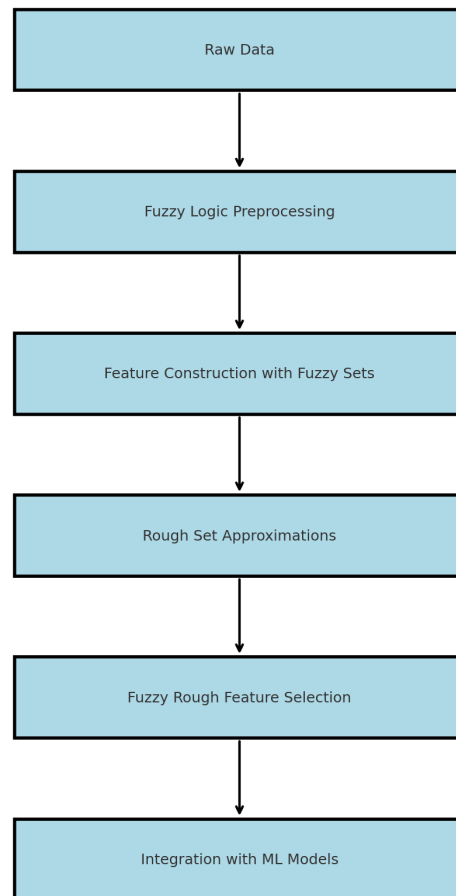 Raw Data
Fuzzy Logic Preprocessing
Feature Construction with Fuzzy Sets
Rough Set Approximations
Fuzzy Rough Feature Selection
Integration with ML Models